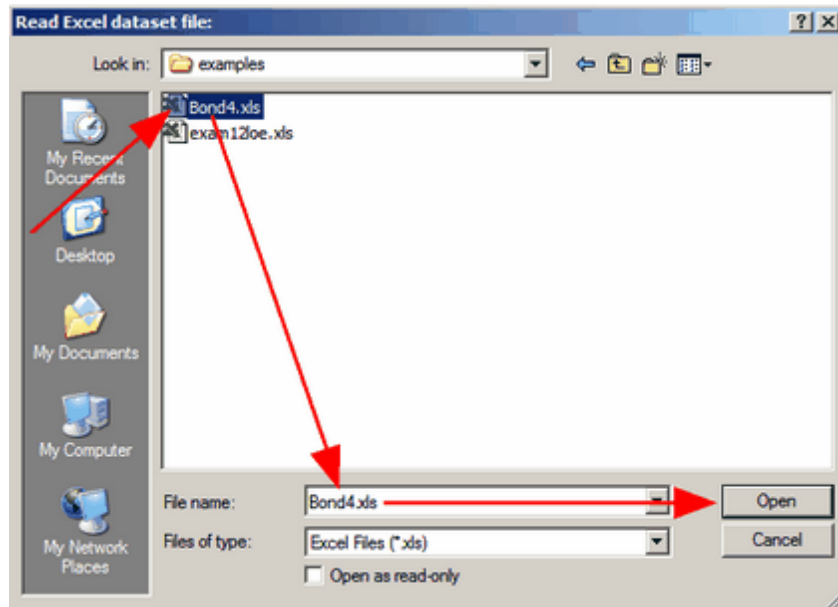 Read Excel dataset file:
Look in: examples
Bond4.xls
exam12loe.xls
My Recent
Documents
Desktop
My Documents
My Computer
My Network
Places
File name: Bond4.xls Open
Files of type: Excel Files (*.xls) Cancel
Open as read-only